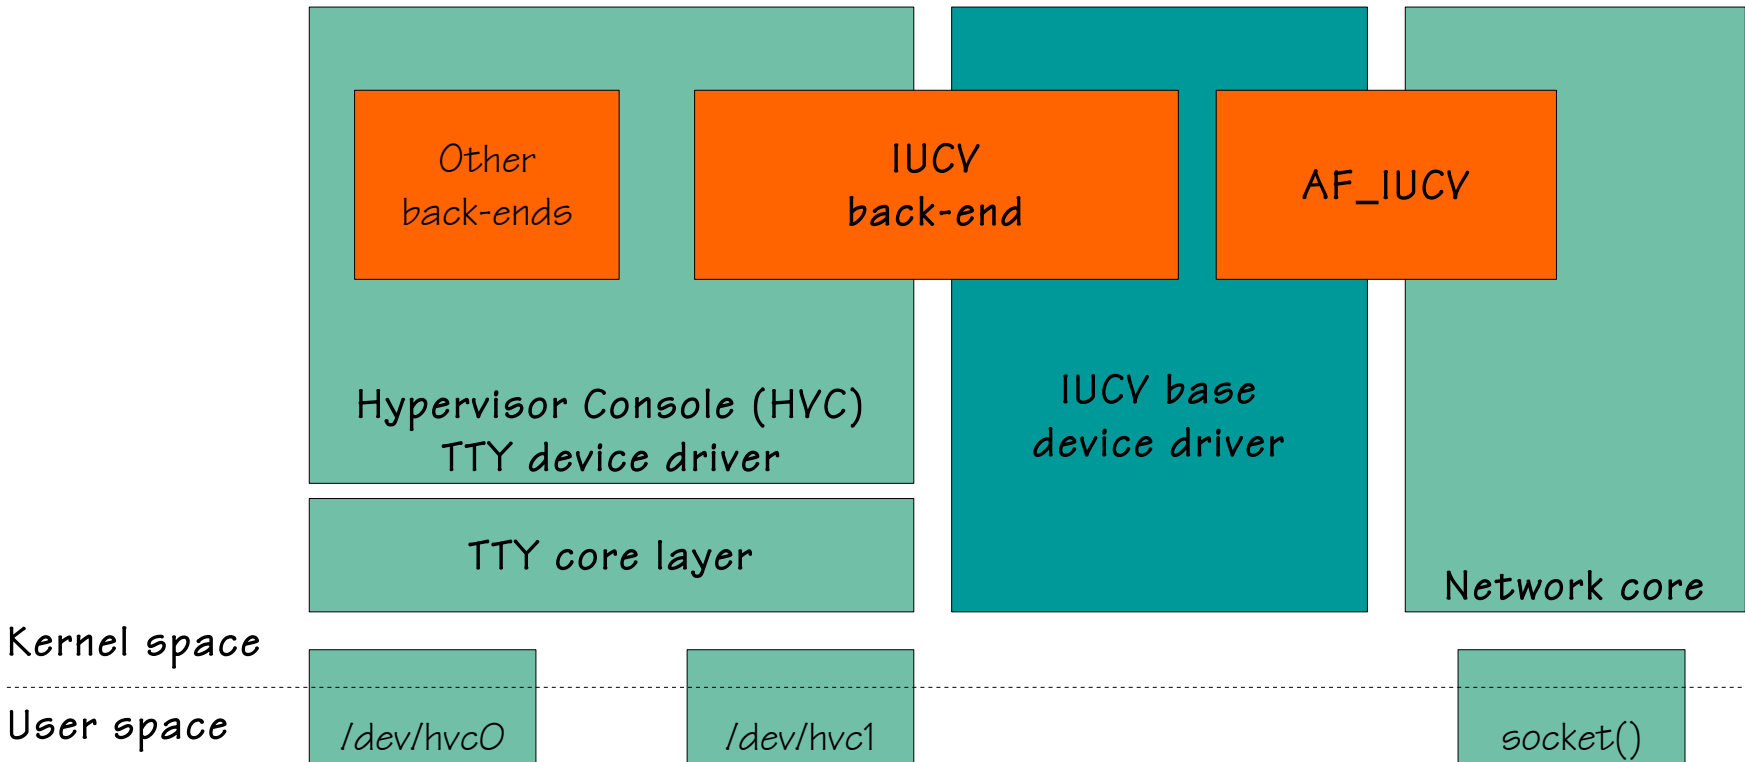 Other
back-ends
IUCV
back-end
AF_IUCV
Hypervisor Console (HVC)
TTY device driver
IUCV base
device driver
TTY core layer
Network core
Kernel space
User space
/dev/hvc0
/dev/hvc1
socket()